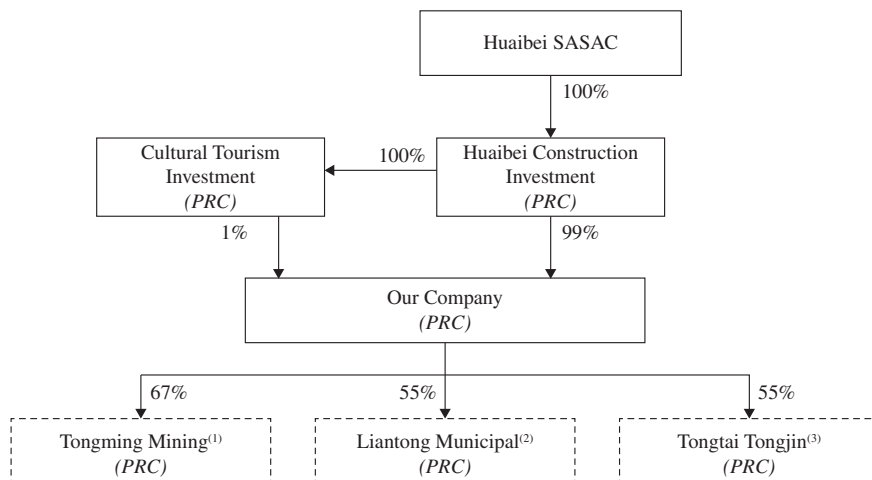 Huaibei SASAC
100%
Cultural Tourism
Investment
(PRC)
100%
Huaibei Construction
Investment
(PRC)
1%
99%
Our Company
(PRC)
67%
55%
55%
Tongming Mining(1)
(PRC)
Liantong Municipal(2)
(PRC)
Tongtai Tongjin(3)
(PRC)